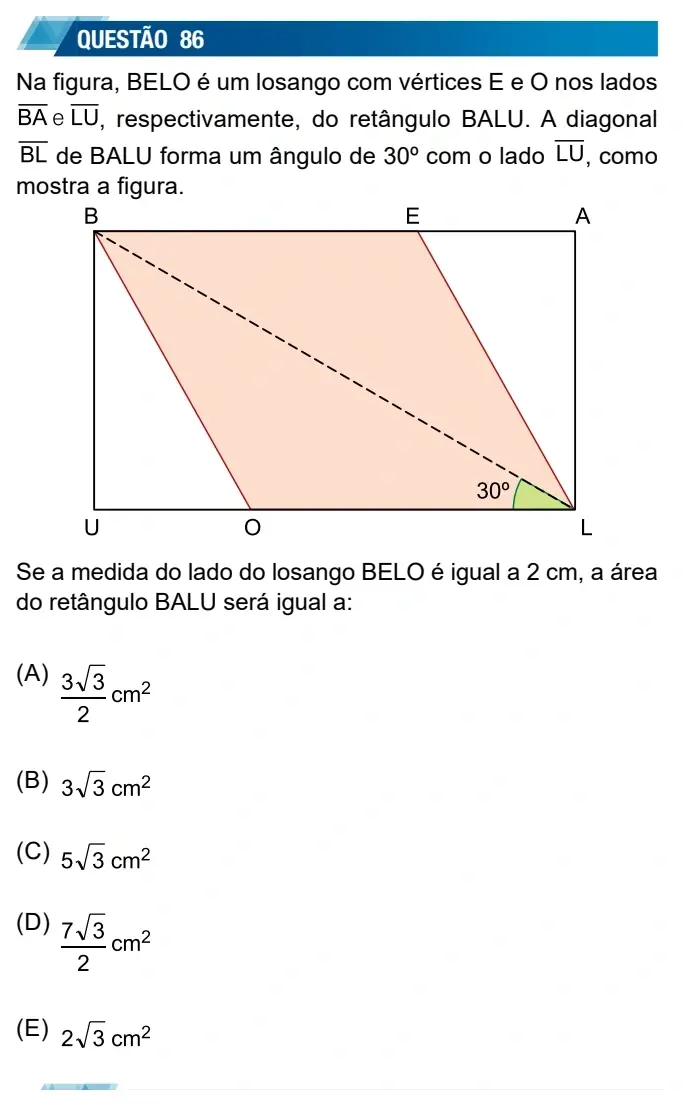 QUESTÃO 86
Na figura, BELO é um losango com vértices E e O nos lados
BA e LU, respectivamente, do retângulo BALU. A diagonal
BL de BALU forma um ângulo de 30º com o lado LU, como
mostra a figura.
B E A
30º
U O L
Se a medida do lado do losango BELO é igual a 2 cm, a área
do retângulo BALU será igual a:
(A) 3√3/2 cm²
(B) 3√3 cm²
(C) 5√3 cm²
(D) 7√3/2 cm²
(E) 2√3 cm²